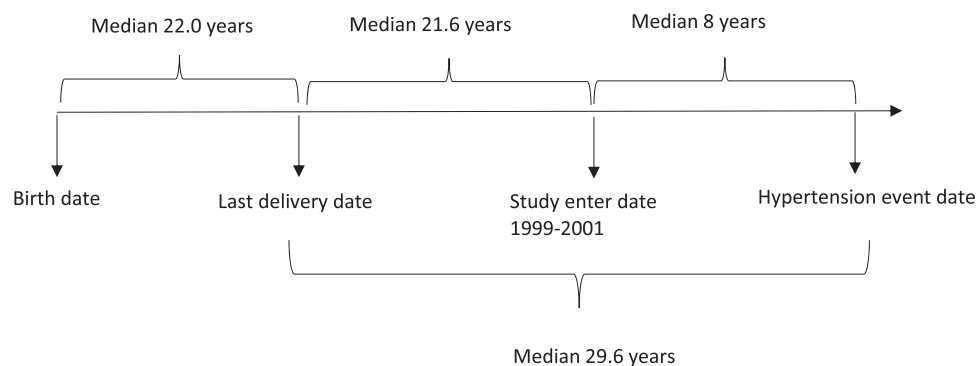 Median 22.0 years
Median 21.6 years
Median 8 years
Birth date
Last delivery date
Study enter date
1999-2001
Hypertension event date
Median 29.6 years